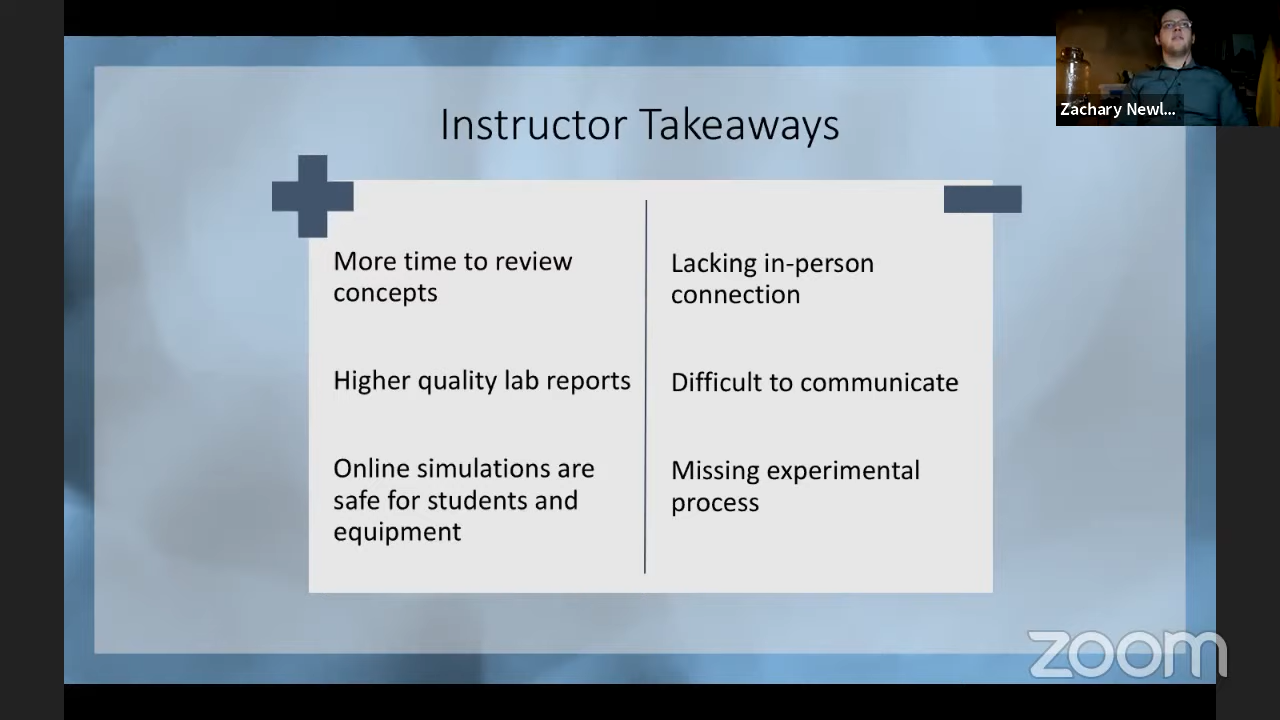 Zachary Newl...
Instructor Takeaways
More time to review
concepts
Higher quality lab reports
Online simulations are
safe for students and
equipment
Lacking in-person
connection
Difficult to communicate
Missing experimental
process
zoom